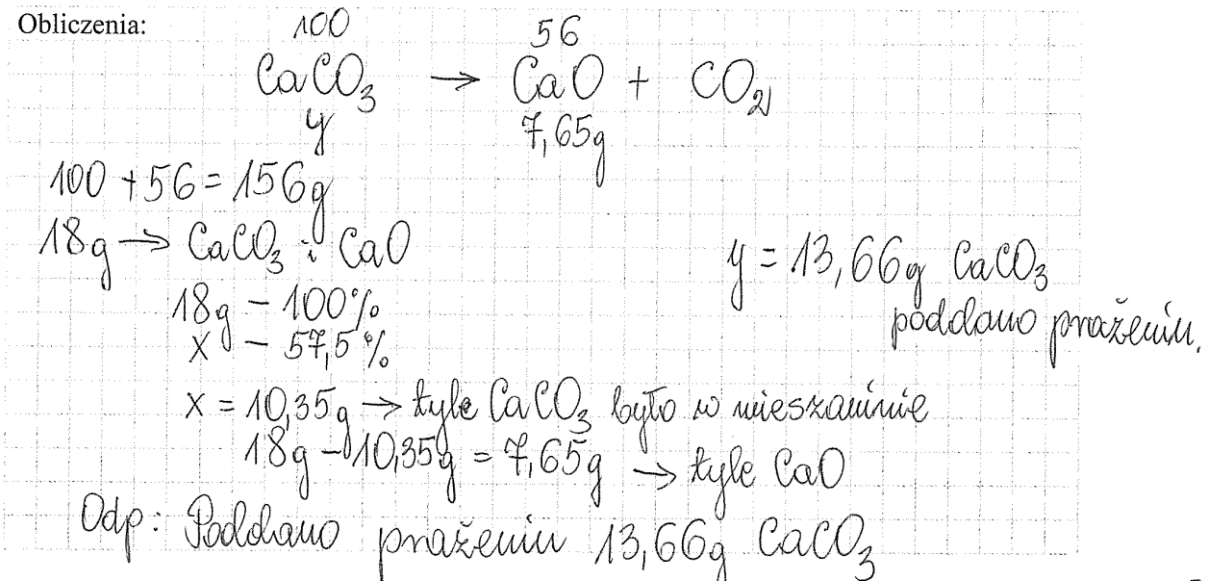 Obliczenia:
100 56
CaCO₃ → CaO + CO₂
y 7,65g
100 + 56 = 156g
18g → CaCO₃ i CaO
y = 13,66g CaCO₃
poddano prażeniu.
18g - 100%
x - 57,5%
x = 10,35g → tyle CaCO₃ było w mieszaninie
18g - 10,35g = 7,65g → tyle CaO
Odp: Poddano prażeniu 13,66g CaCO₃